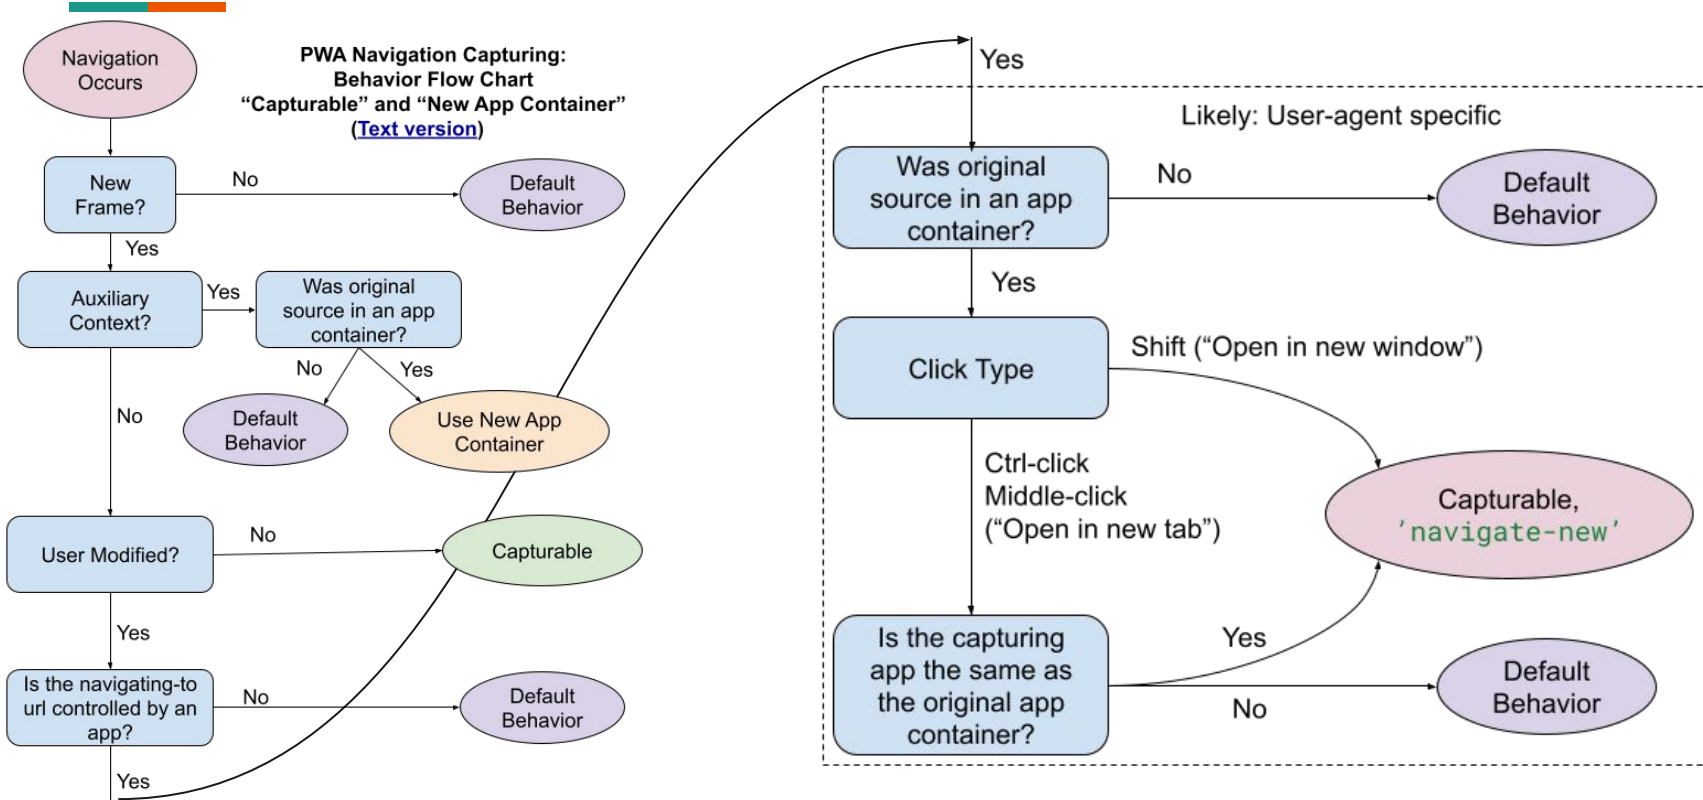 PWA Navigation Capturing:
Behavior Flow Chart
“Capturable” and “New App Container”
(Text version)
Navigation
Occurs
New
Frame?
No
Default
Behavior
Yes
Auxiliary
Context?
Yes
Was original
source in an app
container?
No
Yes
Default
Behavior
Use New App
Container
No
User Modified?
No
Capturable
Yes
Is the navigating-to
url controlled by an
app?
No
Default
Behavior
Yes
Yes
Likely: User-agent specific
Was original
source in an app
container?
No
Default
Behavior
Yes
Click Type
Shift (“Open in new window”)
Ctrl-click
Middle-click
(“Open in new tab”)
Capturable,
’navigate-new’
Is the capturing
app the same as
the original app
container?
Yes
No
Default
Behavior